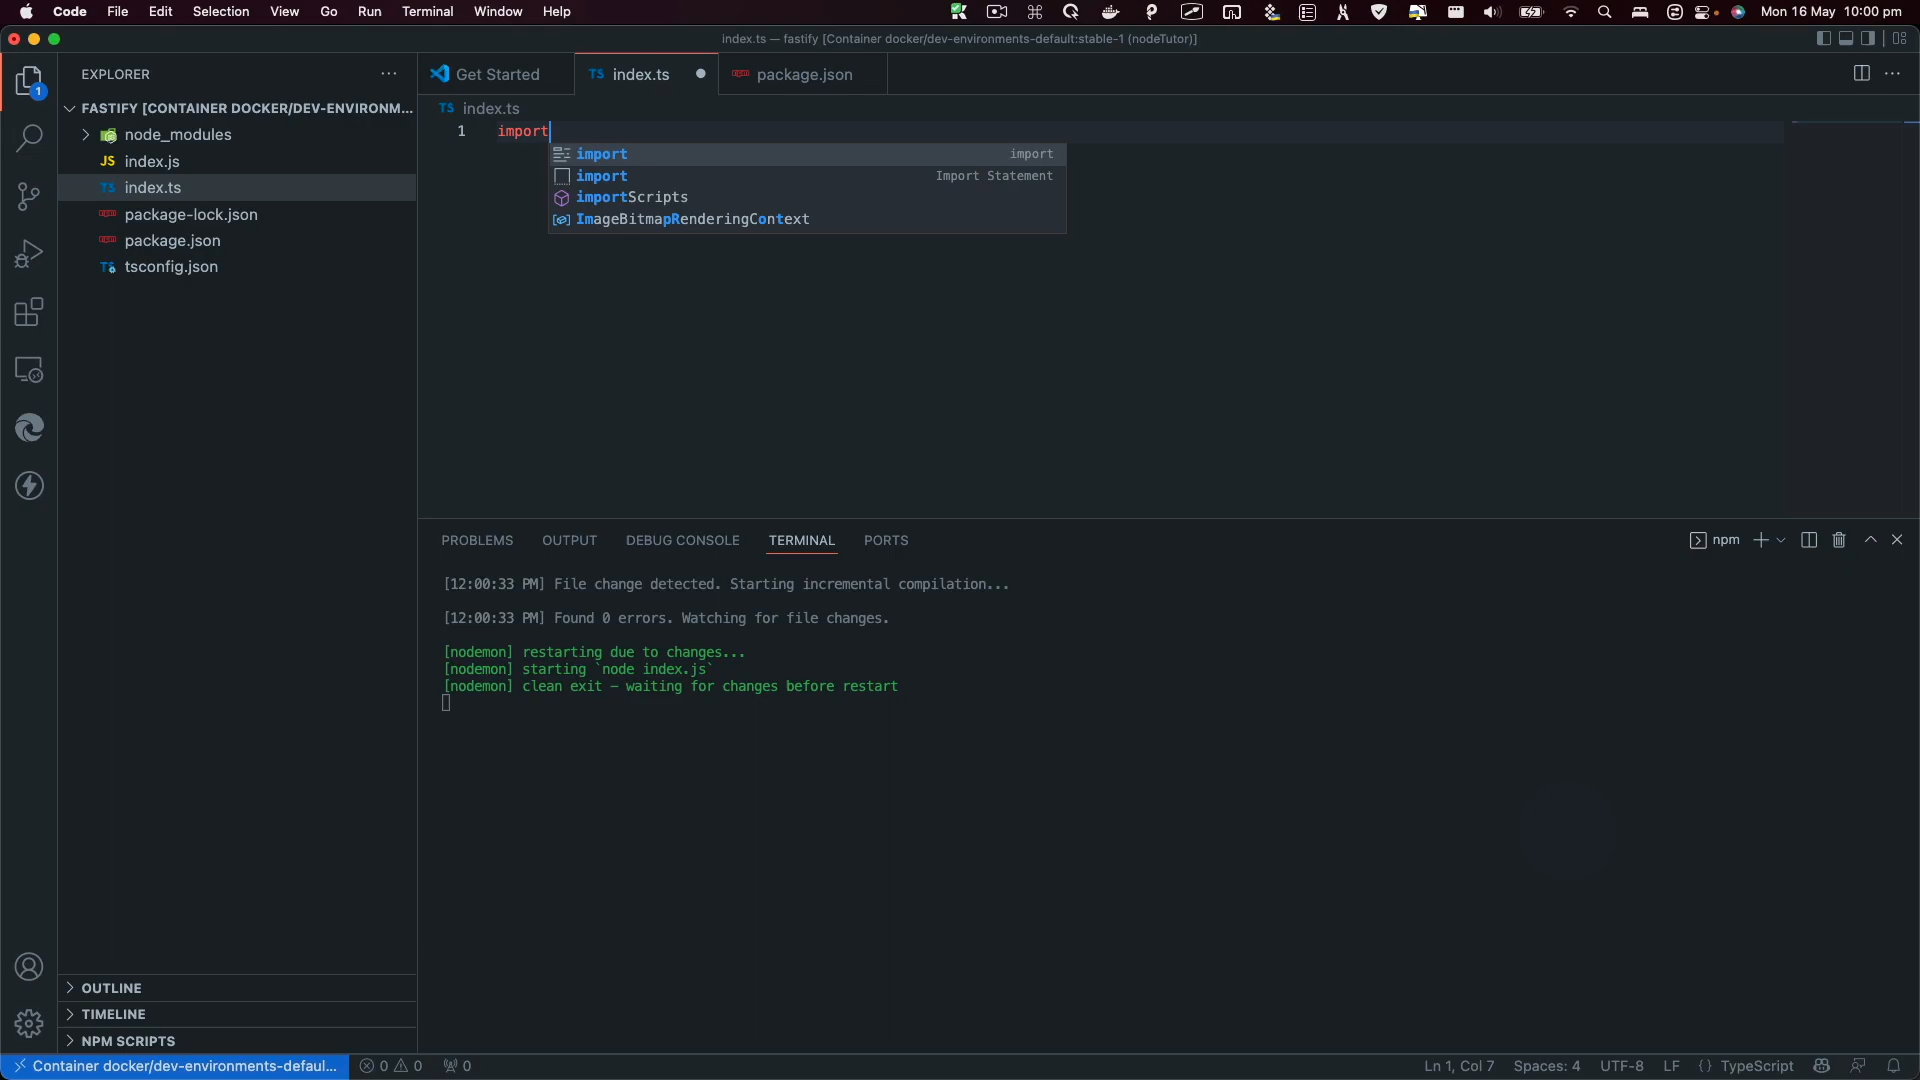 Code File Edit Selection View Go Run Terminal Window Help Mon 16 May 10:00 pm
index.ts — fastify [Container docker/dev-environments-default:stable-1 (nodeTutor)]
EXPLORER
FASTIFY [CONTAINER DOCKER/DEV-ENVIRONM...
node_modules
JS index.js
TS index.ts
package-lock.json
package.json
TS tsconfig.json
1
OUTLINE
TIMELINE
NPM SCRIPTS
Get Started
TS index.ts
package.json
TS index.ts
1 import
import import
import Import Statement
importScripts
ImageBitmapRenderingContext
PROBLEMS OUTPUT DEBUG CONSOLE TERMINAL PORTS
npm
[12:00:33 PM] File change detected. Starting incremental compilation...
[12:00:33 PM] Found 0 errors. Watching for file changes.
[nodemon] restarting due to changes...
[nodemon] starting `node index.js`
[nodemon] clean exit - waiting for changes before restart
Container docker/dev-environments-defaul... 0 0 0
Ln 1, Col 7 Spaces: 4 UTF-8 LF {} TypeScript